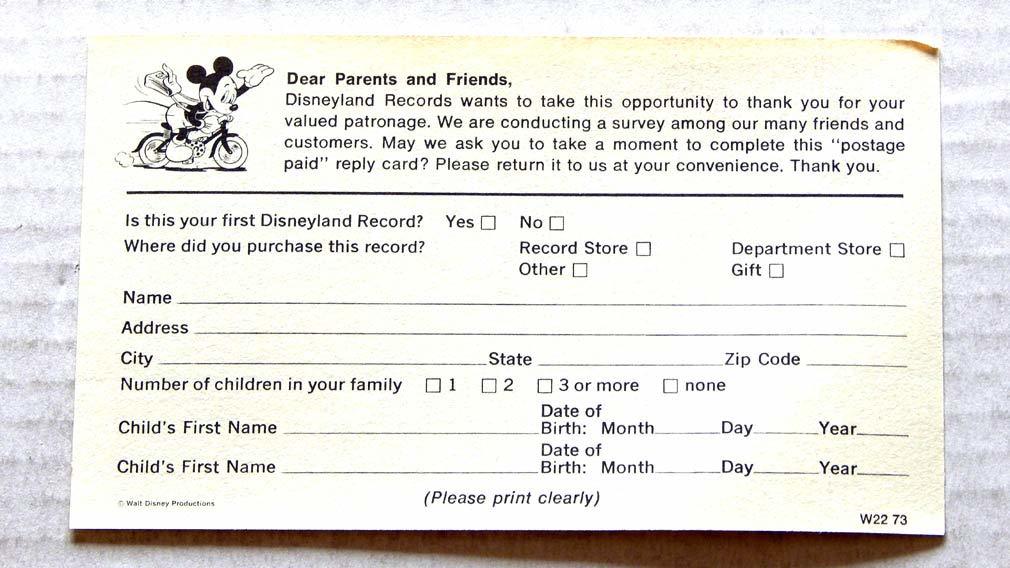 Dear Parents and Friends,
Disneyland Records wants to take this opportunity to thank you for your
valued patronage. We are conducting a survey among our many friends and
customers. May we ask you to take a moment to complete this "postage
paid" reply card? Please return it to us at your convenience. Thank you.
Is this your first Disneyland Record? Yes No
Where did you purchase this record? Record Store Department Store
Other Gift
Name
Address
City State Zip Code
Number of children in your family 1 2 3 or more none
Date of
Child's First Name Birth: Month Day Year
Date of
Child's First Name Birth: Month Day Year
(Please print clearly)
© Walt Disney Productions
W22 73